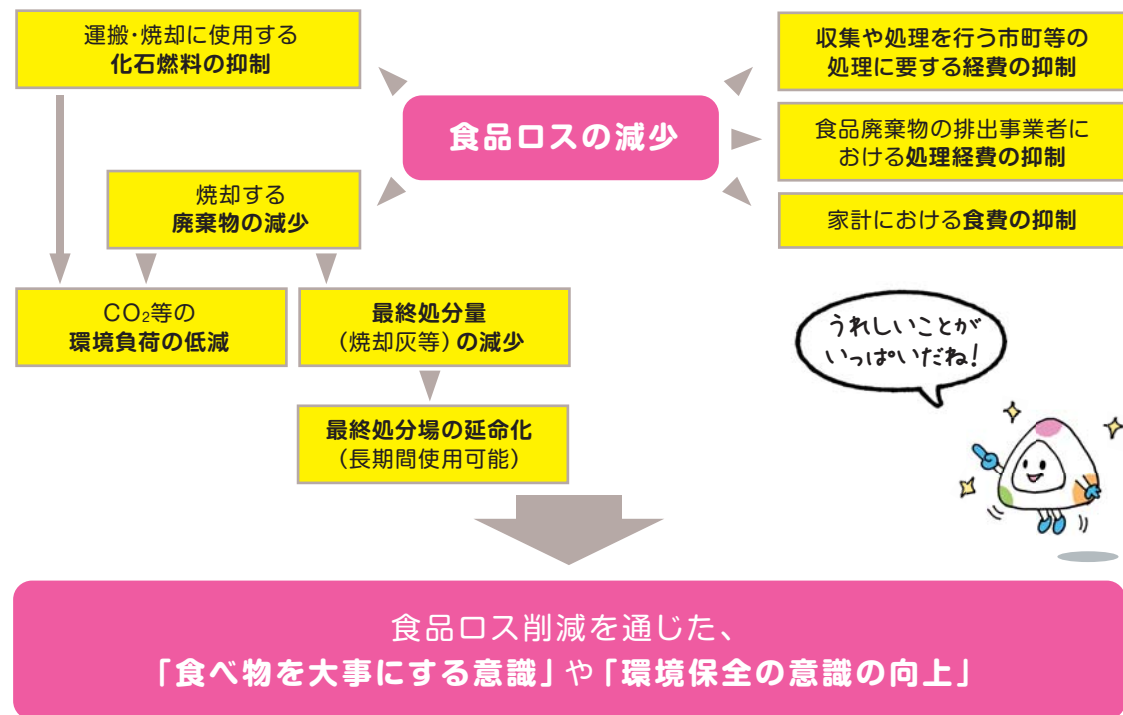 運搬・焼却に使用する
化石燃料の抑制
収集や処理を行う市町等の
処理に要する経費の抑制
食品ロスの減少
食品廃棄物の排出事業者に
おける処理経費の抑制
焼却する
廃棄物の減少
家計における食費の抑制
CO₂等の
環境負荷の低減
最終処分量
（焼却灰等）の減少
うれしいことが
いっぱいだね！
最終処分場の延命化
（長期間使用可能）
食品ロス削減を通じた、
「食べ物を大事にする意識」や「環境保全の意識の向上」